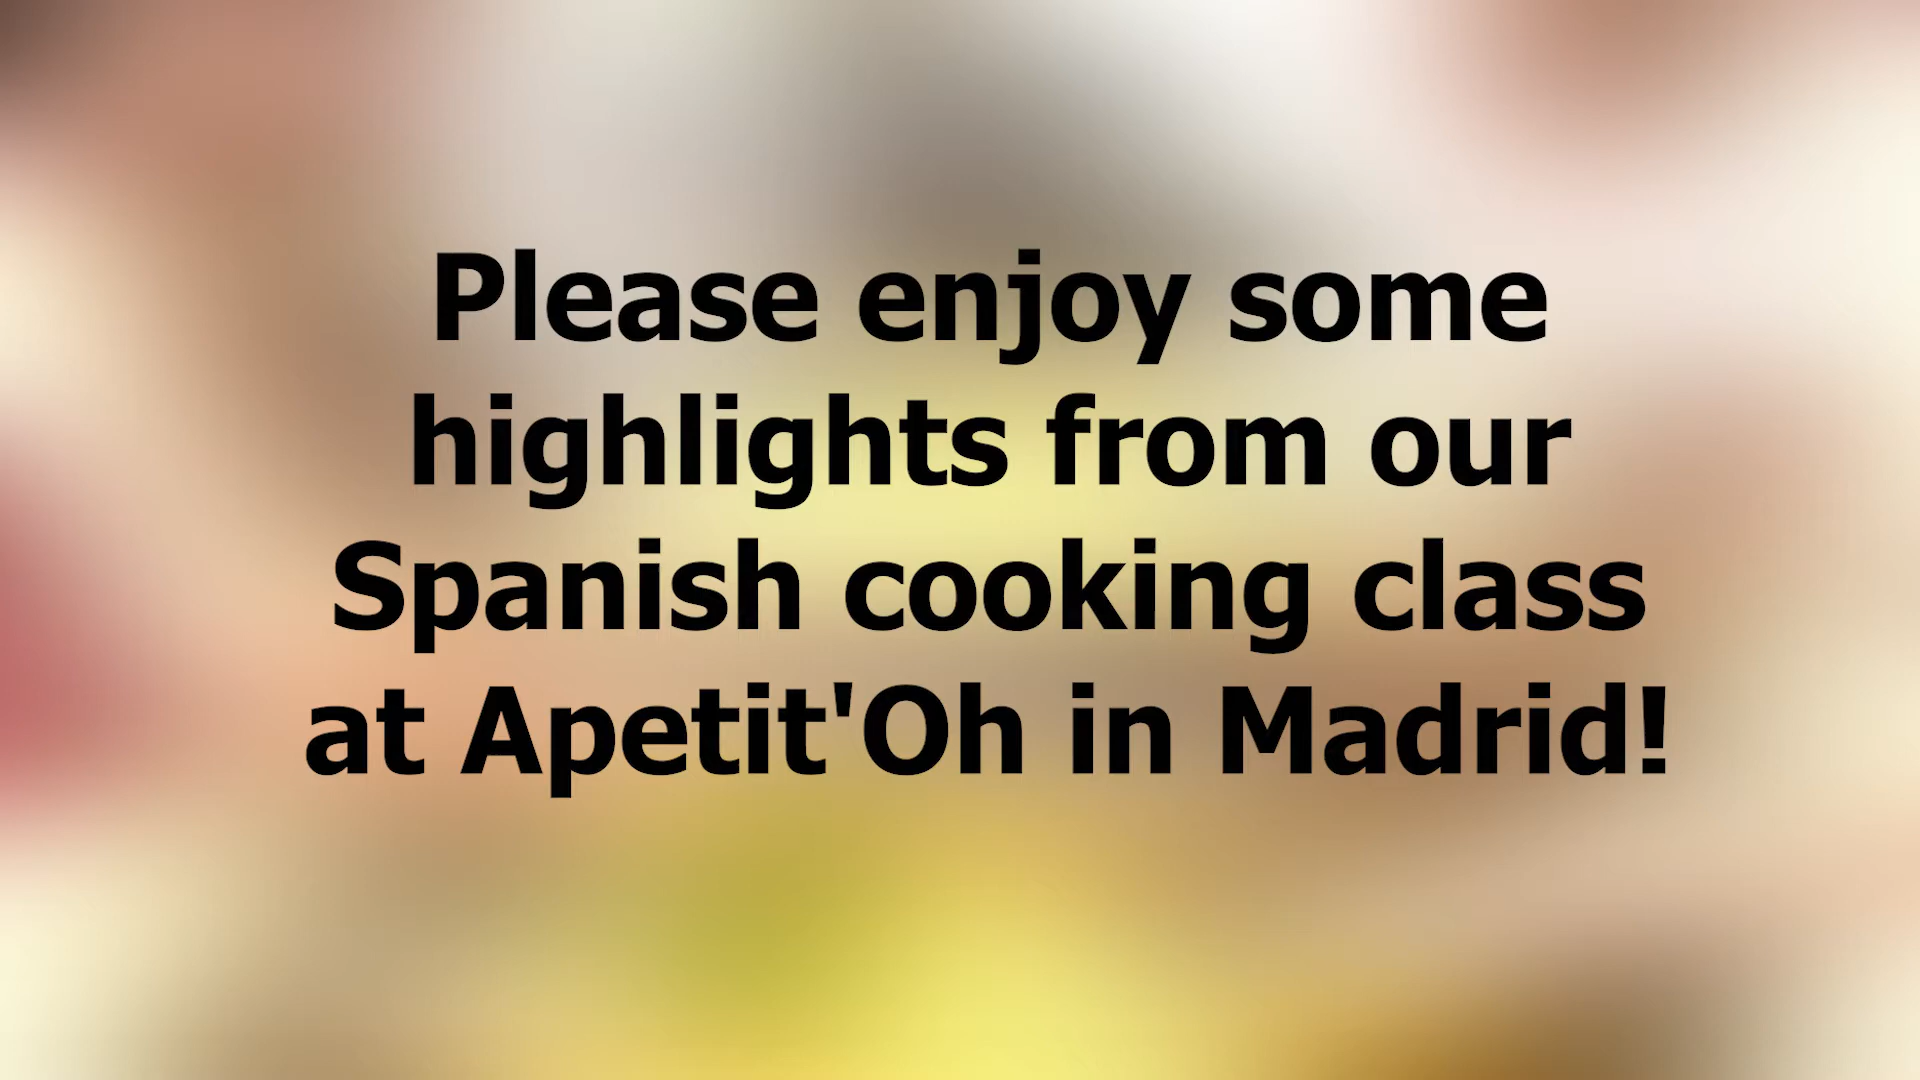 Please enjoy some
highlights from our
Spanish cooking class
at Apetit'Oh in Madrid!